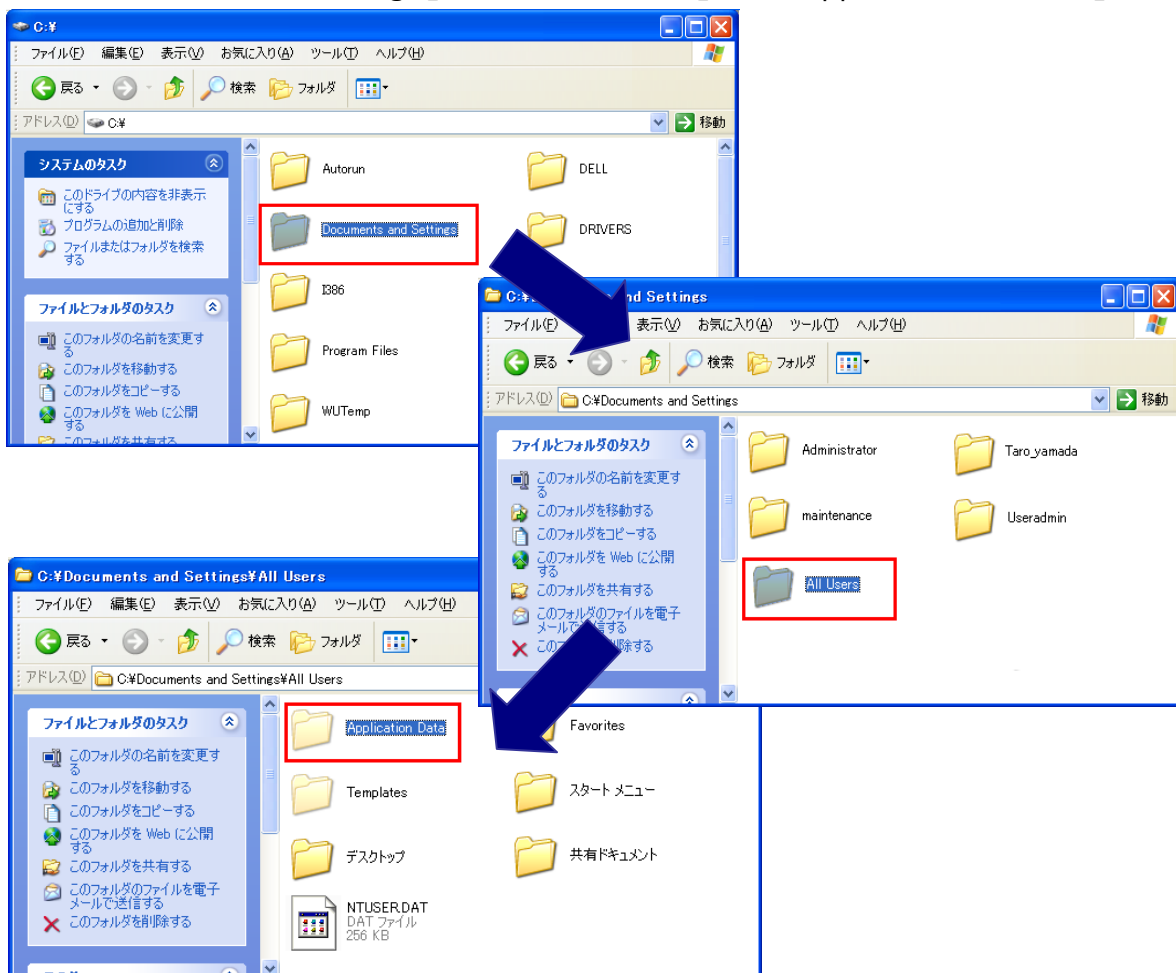 C:¥
ファイル(F) 編集(E) 表示(V) お気に入り(A) ツール(T) ヘルプ(H)
戻る 検索 フォルダ
アドレス(D) C:¥ 移動
システムのタスク
このドライブの内容を非表示
にする
プログラムの追加と削除
ファイルまたはフォルダを検索
する
ファイルとフォルダのタスク
このフォルダの名前を変更す
る
このフォルダを移動する
このフォルダをコピーする
このフォルダを Web に公開
する
このフォルダを共有する
Autorun
DELL
Documents and Settings
DRIVERS
I386
Program Files
WUTemp
C:¥ nd Settings
ファイル(F) 表示(V) お気に入り(A) ツール(T) ヘルプ(H)
戻る 検索 フォルダ
アドレス(D) C:¥Documents and Settings 移動
ファイルとフォルダのタスク
このフォルダの名前を変更す
る
このフォルダを移動する
このフォルダをコピーする
このフォルダを Web に公開
する
このフォルダを共有する
このフォルダのファイルを電子
メールで送信する
この 除する
Administrator
Taro_yamada
maintenance
Useradmin
All Users
C:¥Documents and Settings¥All Users
ファイル(F) 編集(E) 表示(V) お気に入り(A) ツール(T) ヘルプ(H)
戻る 検索 フォルダ
アドレス(D) C:¥Documents and Settings¥All Users
ファイルとフォルダのタスク
このフォルダの名前を変更す
る
このフォルダを移動する
このフォルダをコピーする
このフォルダを Web に公開
する
このフォルダを共有する
このフォルダのファイルを電子
メールで送信する
このフォルダを削除する
Application Data
Favorites
Templates
スタート メニュー
デスクトップ
共有ドキュメント
NTUSER.DAT
DAT ファイル
256 KB